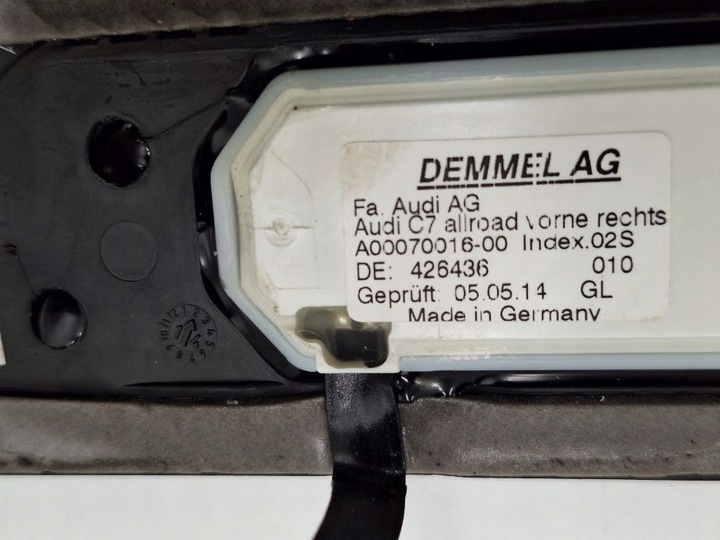 DEMMEL AG
Fa. Audi AG
Audi C7 allroad vorne rechts
A00070016-00 Index.02S
DE: 426436 010
Geprüft: 05.05.14 GL
Made in Germany